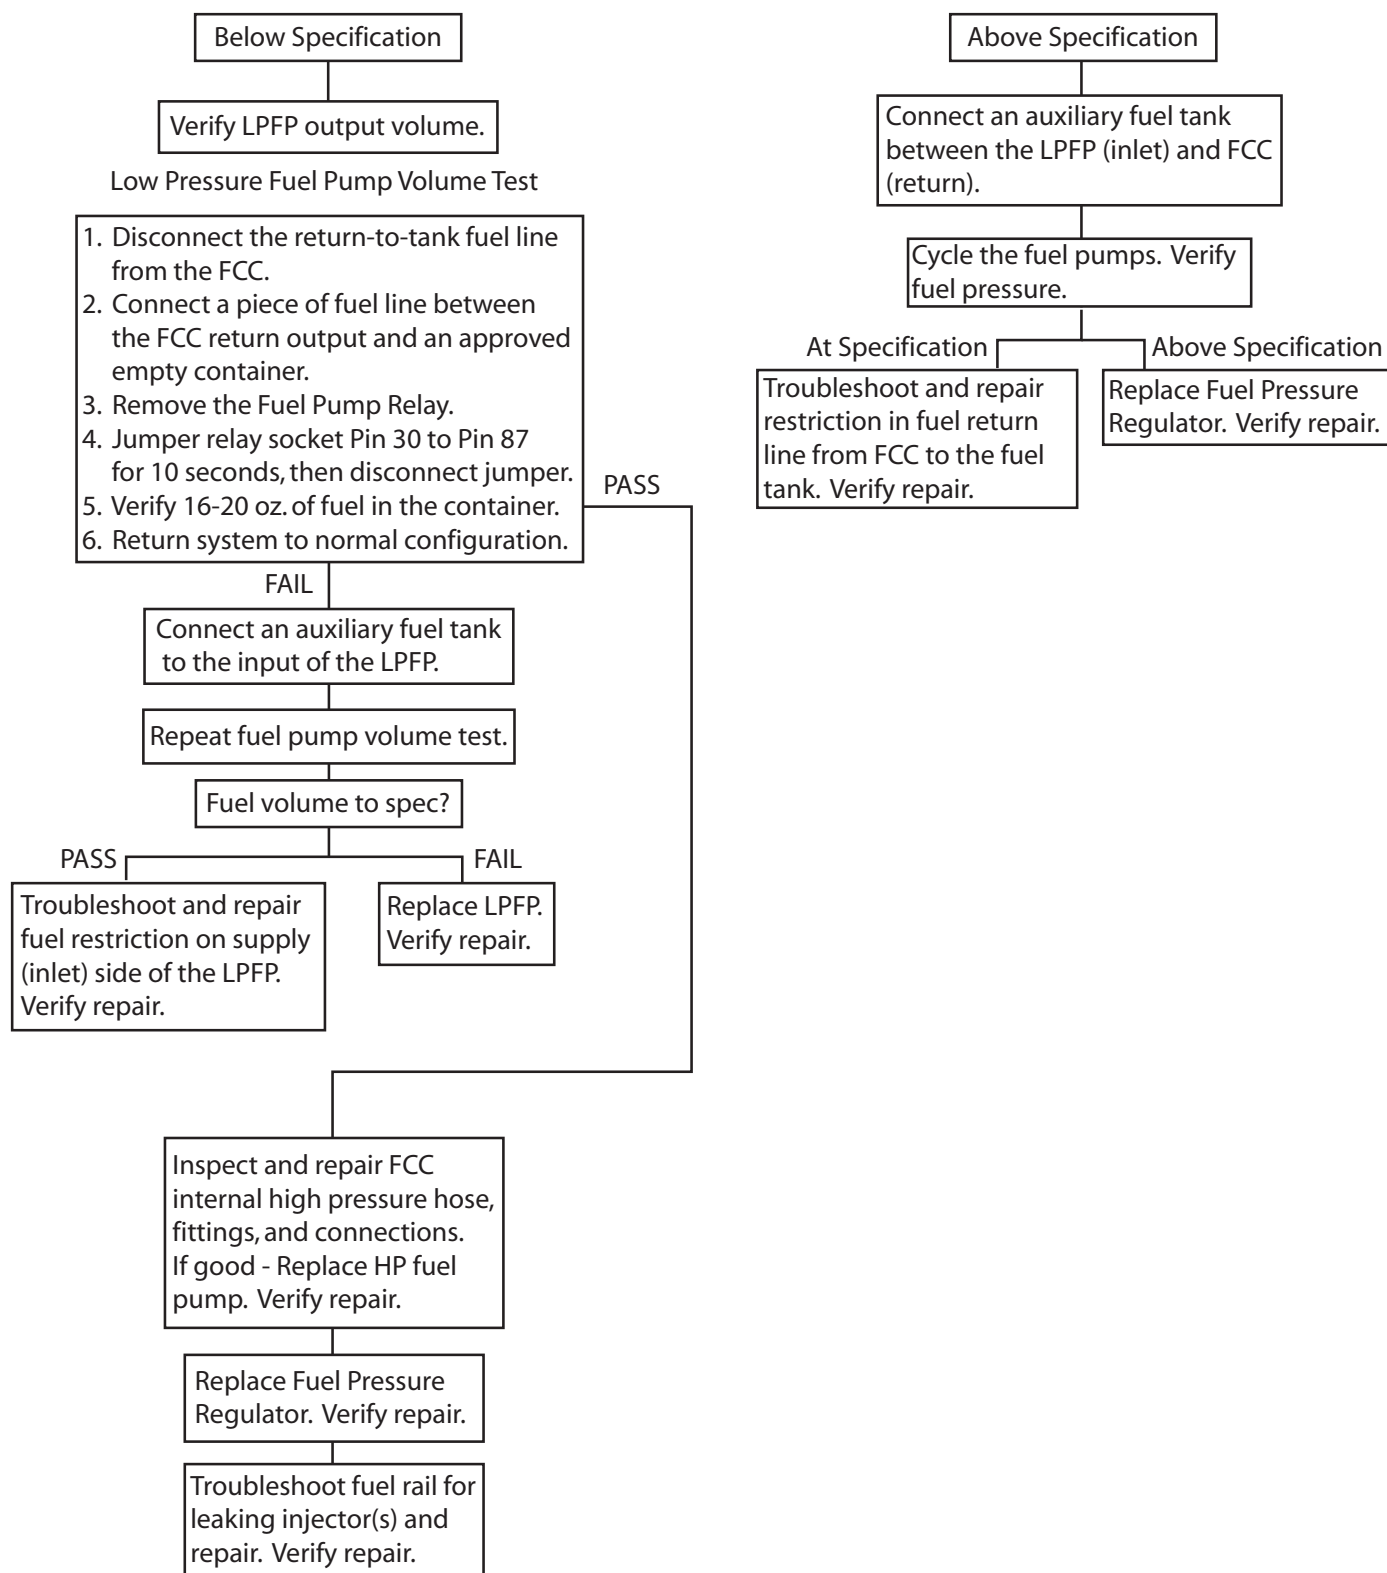 Below Specification
Verify LPFP output volume.
Low Pressure Fuel Pump Volume Test
1. Disconnect the return-to-tank fuel line
from the FCC.
2. Connect a piece of fuel line between
the FCC return output and an approved
empty container.
3. Remove the Fuel Pump Relay.
4. Jumper relay socket Pin 30 to Pin 87
for 10 seconds, then disconnect jumper.
5. Verify 16-20 oz. of fuel in the container.
6. Return system to normal configuration.
PASS
FAIL
Connect an auxiliary fuel tank
to the input of the LPFP.
Repeat fuel pump volume test.
Fuel volume to spec?
PASS
FAIL
Troubleshoot and repair
fuel restriction on supply
(inlet) side of the LPFP.
Verify repair.
Replace LPFP.
Verify repair.
Inspect and repair FCC
internal high pressure hose,
fittings, and connections.
If good - Replace HP fuel
pump. Verify repair.
Replace Fuel Pressure
Regulator. Verify repair.
Troubleshoot fuel rail for
leaking injector(s) and
repair. Verify repair.
Above Specification
Connect an auxiliary fuel tank
between the LPFP (inlet) and FCC
(return).
Cycle the fuel pumps. Verify
fuel pressure.
At Specification
Above Specification
Troubleshoot and repair
restriction in fuel return
line from FCC to the fuel
tank. Verify repair.
Replace Fuel Pressure
Regulator. Verify repair.